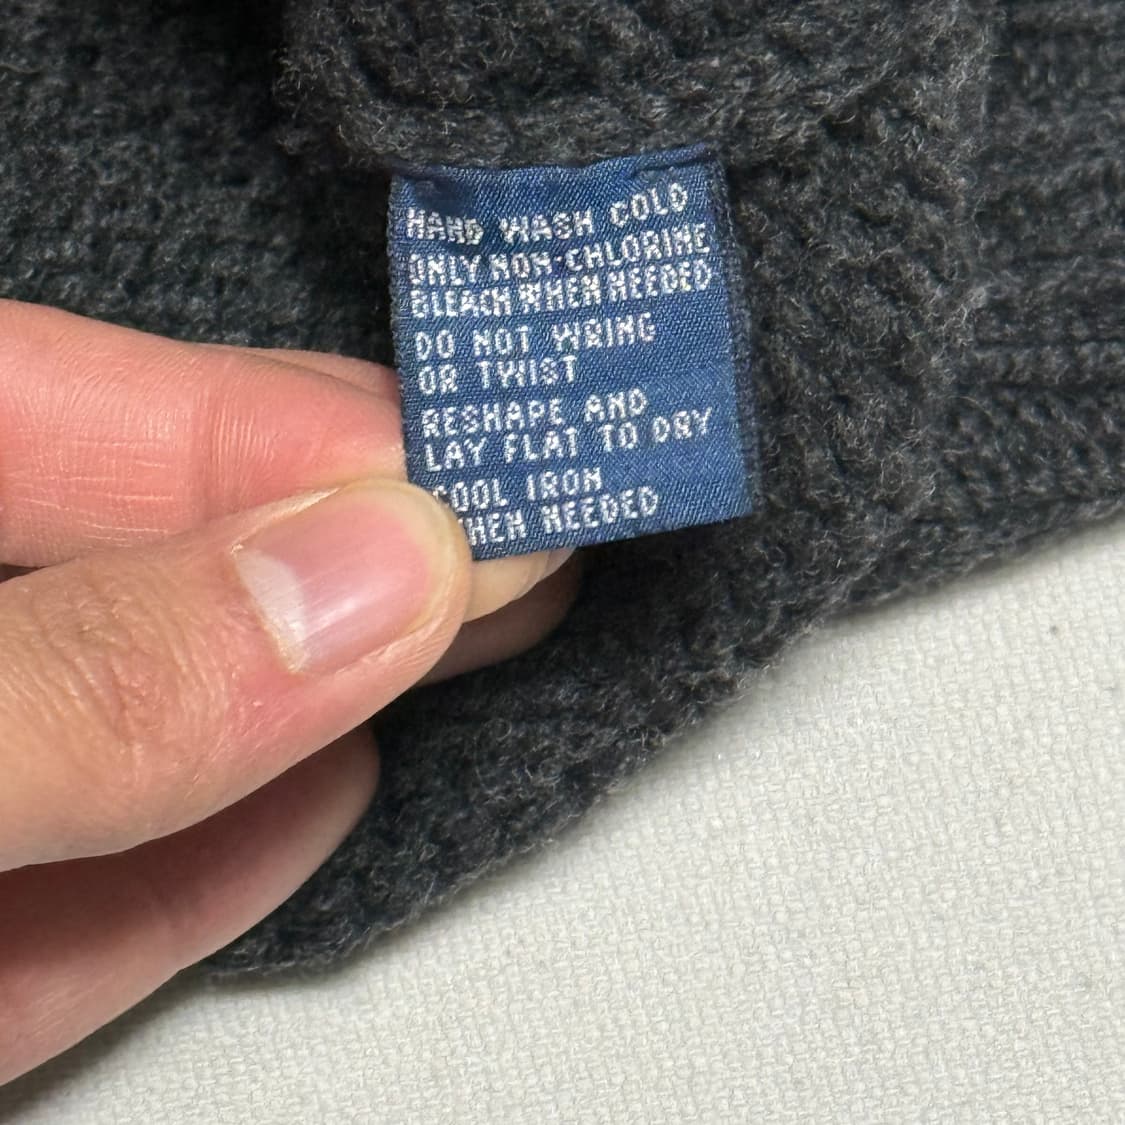 HAND WASH COLD
ONLY NON-CHLORINE
BLEACH WHEN NEEDED
DO NOT WRING
OR TWIST
RESHAPE AND
LAY FLAT TO DRY
COOL IRON
WHEN NEEDED